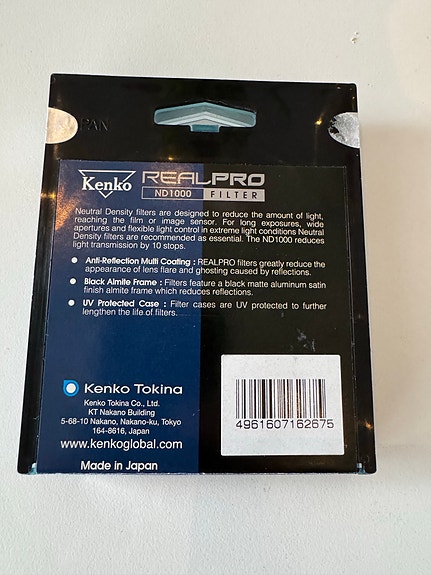 PAN
Kenko REALPRO
ND1000 FILTER
Neutral Density filters are designed to reduce the amount of light,
reaching the film or image sensor. For long exposures, wide
apertures and flexible light control in extreme light conditions Neutral
Density filters are recommended as essential. The ND1000 reduces
light transmission by 10 stops.
● Anti-Reflection Multi Coating : REALPRO filters greatly reduce the
appearance of lens flare and ghosting caused by reflections.
● Black Almite Frame : Filters feature a black matte aluminum satin
finish almite frame which reduces reflections.
● UV Protected Case : Filter cases are UV protected to further
lengthen the life of filters.
Kenko Tokina
Kenko Tokina Co., Ltd.
KT Nakano Building
5-68-10 Nakano, Nakano-ku, Tokyo
164-8616, Japan
www.kenkoglobal.com
Made in Japan
4961607162675